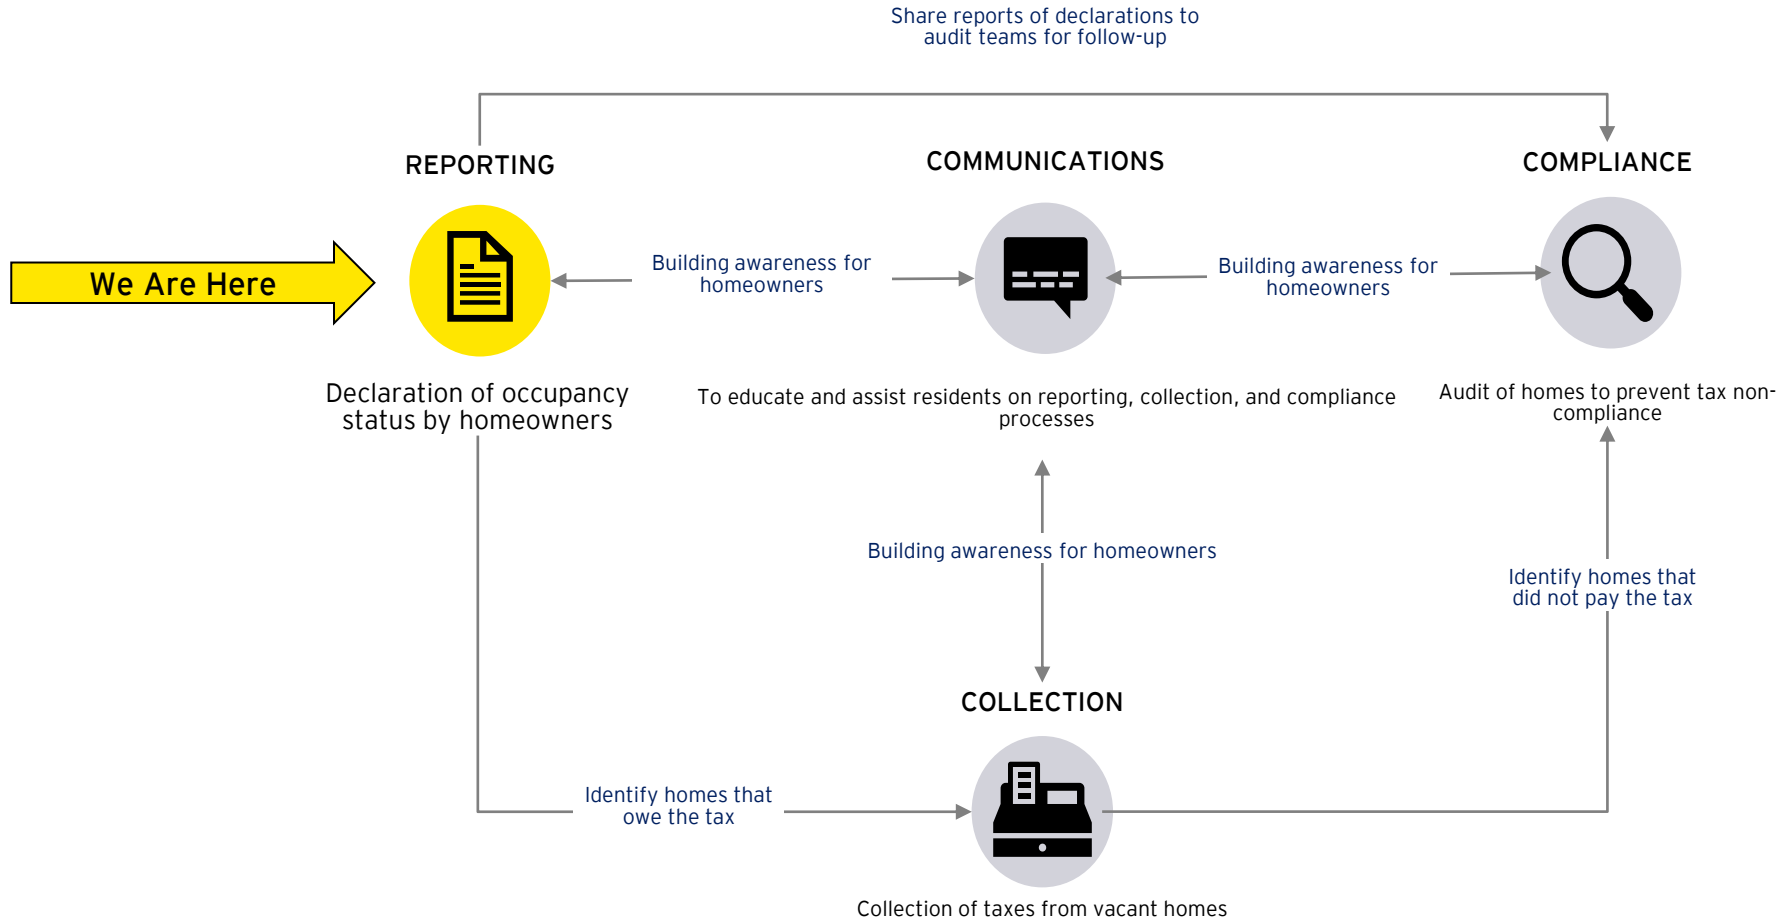 Share reports of declarations to
audit teams for follow-up
REPORTING
COMMUNICATIONS
COMPLIANCE
We Are Here
Building awareness for
homeowners
Building awareness for
homeowners
Declaration of occupancy
status by homeowners
To educate and assist residents on reporting, collection, and compliance
processes
Audit of homes to prevent tax non-
compliance
Building awareness for homeowners
Identify homes that
did not pay the tax
COLLECTION
Identify homes that
owe the tax
Collection of taxes from vacant homes